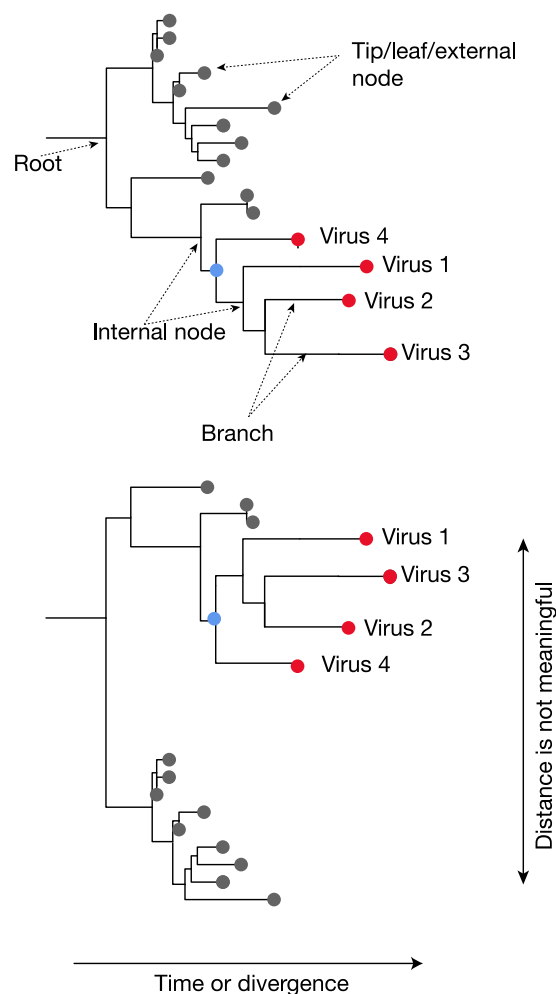 Tip/leaf/external
node
Root
Virus 4
Virus 1
Virus 2
Internal node
Virus 3
Branch
Virus 1
Virus 3
Virus 2
Virus 4
Distance is not meaningful
Time or divergence